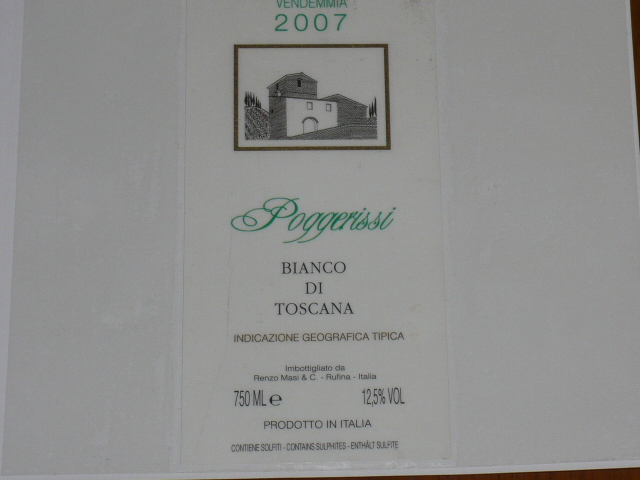 VENDEMMIA
2007
Poggerissi
BIANCO
DI
TOSCANA
INDICAZIONE GEOGRAFICA TIPICA
Imbottigliato da
Renzo Masi & C. - Rufina - Italia
750 ML e 12,5% VOL
PRODOTTO IN ITALIA
CONTIENE SOLFITI - CONTAINS SULPHITES - ENTHÄLT SULFITE